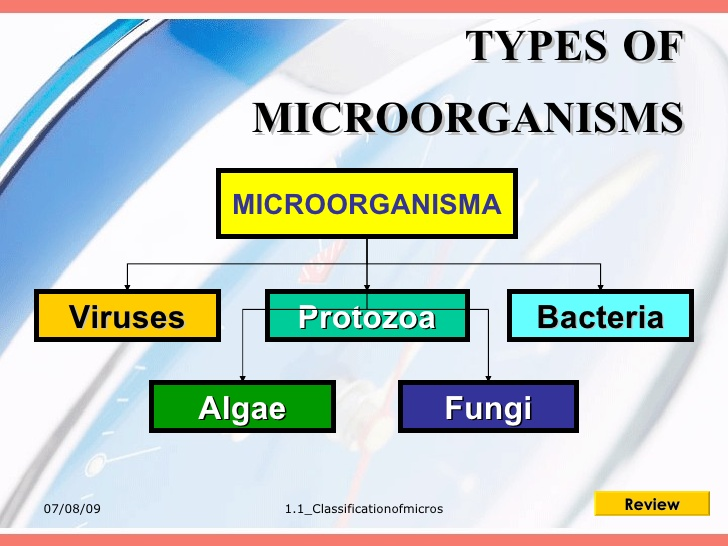 TYPES OF
MICROORGANISMS
MICROORGANISMA
Viruses
Protozoa
Bacteria
Algae
Fungi
07/08/09
1.1_Classificationofmicros
Review